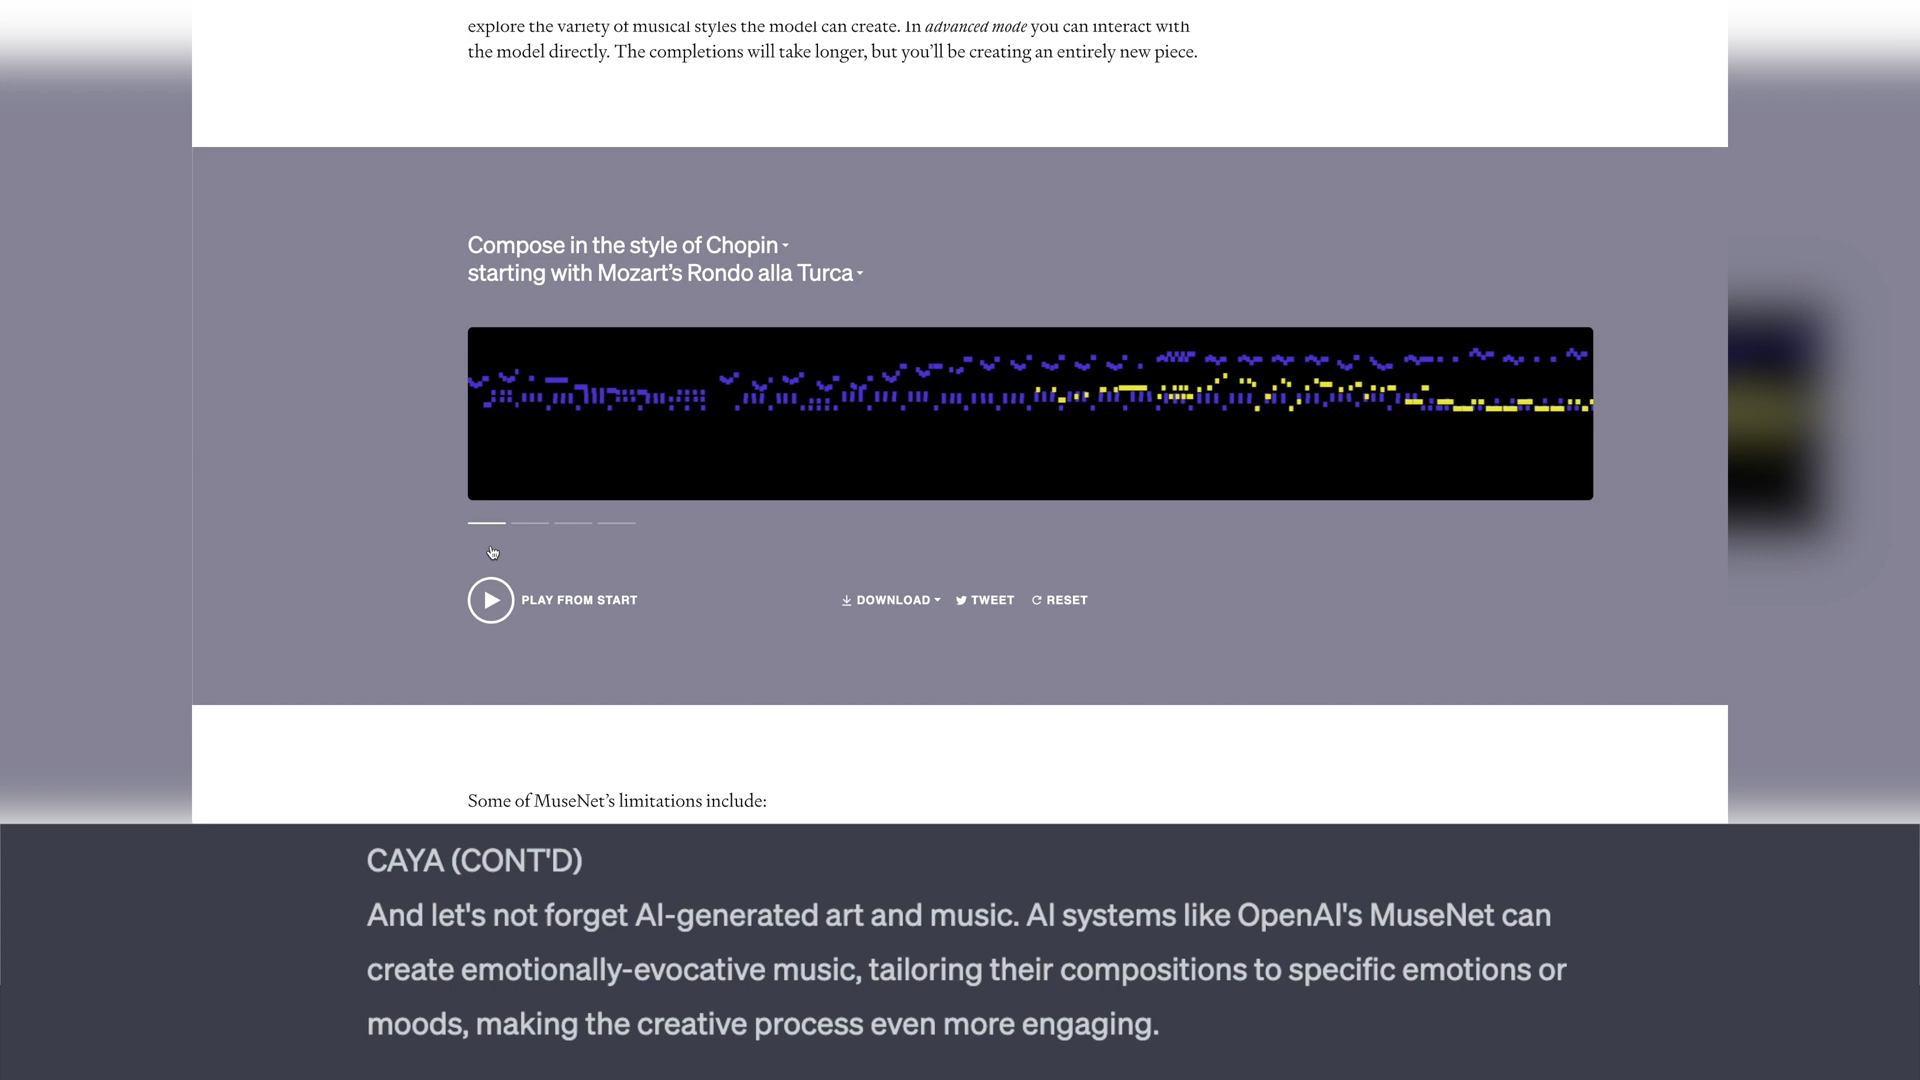 explore the variety of musical styles the model can create. In advanced mode you can interact with
the model directly. The completions will take longer, but you’ll be creating an entirely new piece.
Compose in the style of Chopin
starting with Mozart’s Rondo alla Turca
PLAY FROM START
DOWNLOAD
TWEET
RESET
Some of MuseNet’s limitations include:
CAYA (CONT'D)
And let's not forget AI-generated art and music. AI systems like OpenAI's MuseNet can
create emotionally-evocative music, tailoring their compositions to specific emotions or
moods, making the creative process even more engaging.